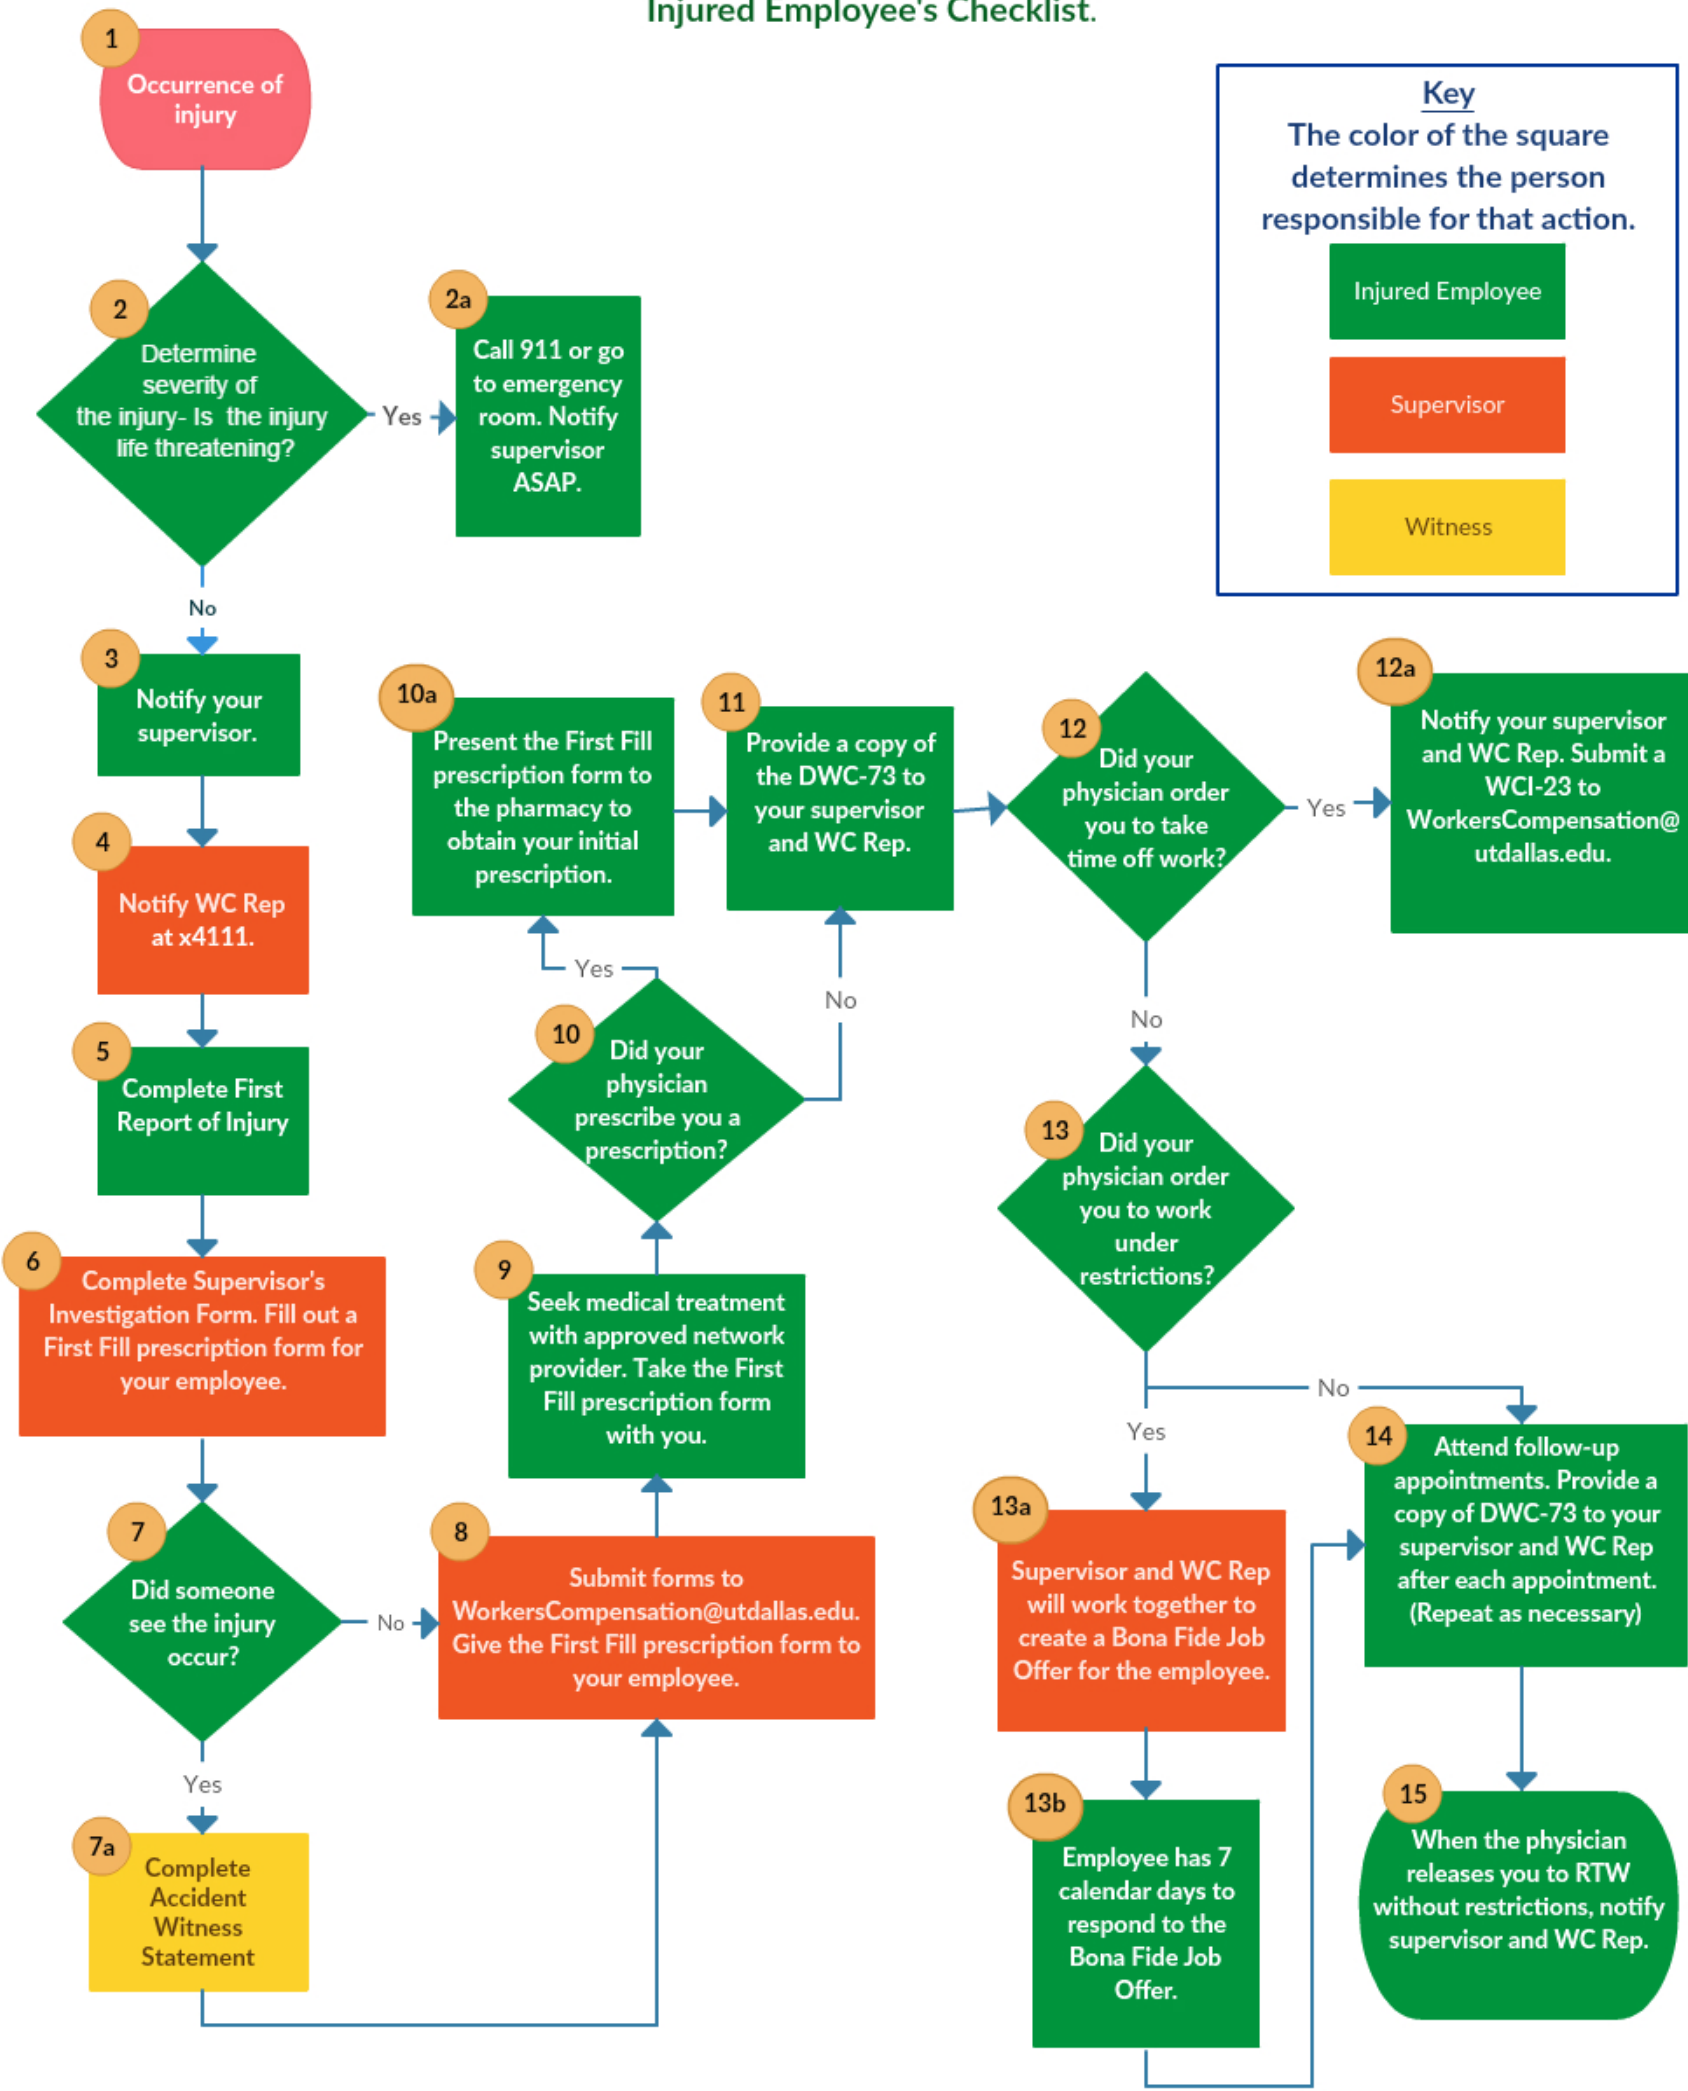 Injured Employee's Checklist.
1
Occurrence of
injury
Key
The color of the square
determines the person
responsible for that action.
Injured Employee
Supervisor
Witness
2
Determine
severity of
the injury- Is the injury
life threatening?
Yes
2a
Call 911 or go
to emergency
room. Notify
supervisor
ASAP.
No
3
Notify your
supervisor.
4
Notify WC Rep
at x4111.
5
Complete First
Report of Injury
6
Complete Supervisor's
Investigation Form. Fill out a
First Fill prescription form for
your employee.
7
Did someone
see the injury
occur?
No
Yes
7a
Complete
Accident
Witness
Statement
8
Submit forms to
WorkersCompensation@utdallas.edu.
Give the First Fill prescription form to
your employee.
9
Seek medical treatment
with approved network
provider. Take the First
Fill prescription form
with you.
10
Did your
physician
prescribe you a
prescription?
Yes
No
10a
Present the First Fill
prescription form to
the pharmacy to
obtain your initial
prescription.
11
Provide a copy of
the DWC-73 to
your supervisor
and WC Rep.
12
Did your
physician order
you to take
time off work?
Yes
12a
Notify your supervisor
and WC Rep. Submit a
WCI-23 to
WorkersCompensation@
utdallas.edu.
No
13
Did your
physician order
you to work
under
restrictions?
No
Yes
13a
Supervisor and WC Rep
will work together to
create a Bona Fide Job
Offer for the employee.
13b
Employee has 7
calendar days to
respond to the
Bona Fide Job
Offer.
14
Attend follow-up
appointments. Provide a
copy of DWC-73 to your
supervisor and WC Rep
after each appointment.
(Repeat as necessary)
15
When the physician
releases you to RTW
without restrictions, notify
supervisor and WC Rep.